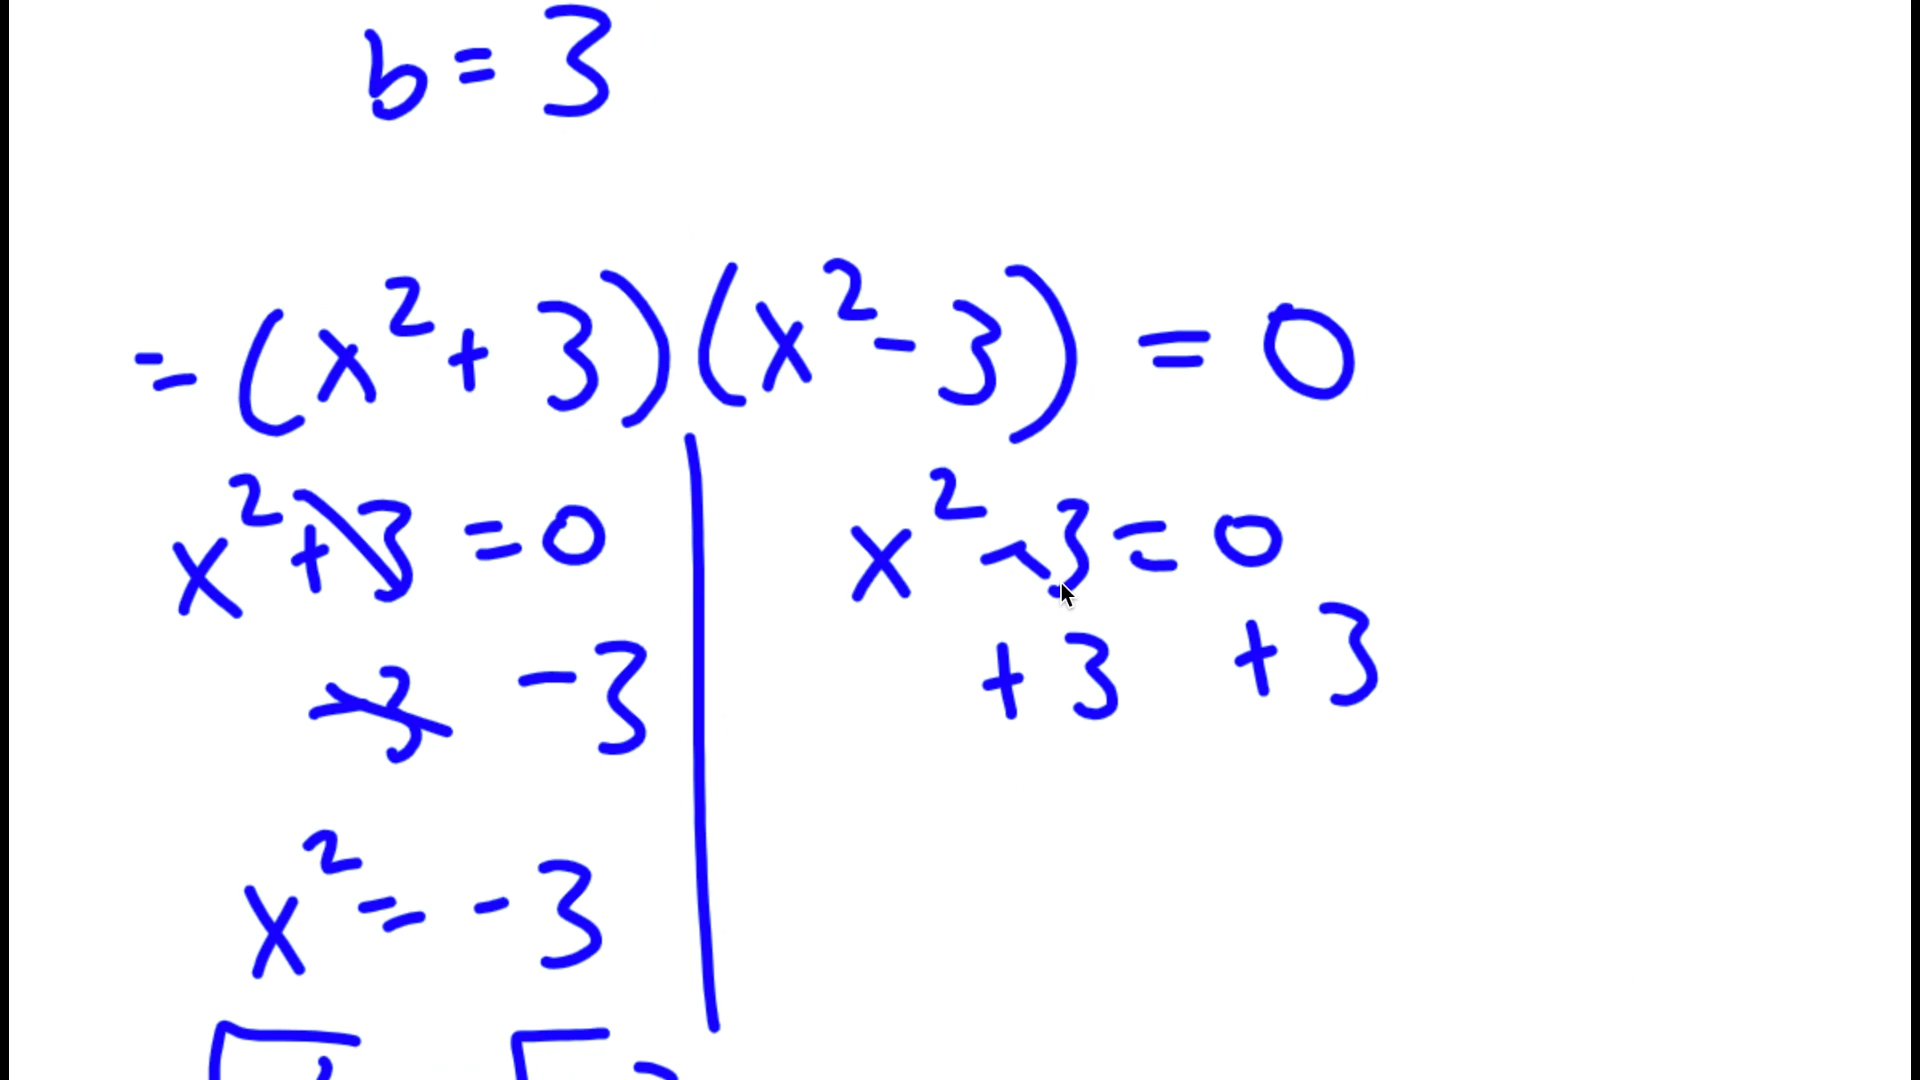 b = 3
= (x² + 3)(x² - 3) = 0
x² + 3 = 0
- 3 - 3
x² = - 3
x² - 3 = 0
+ 3 + 3